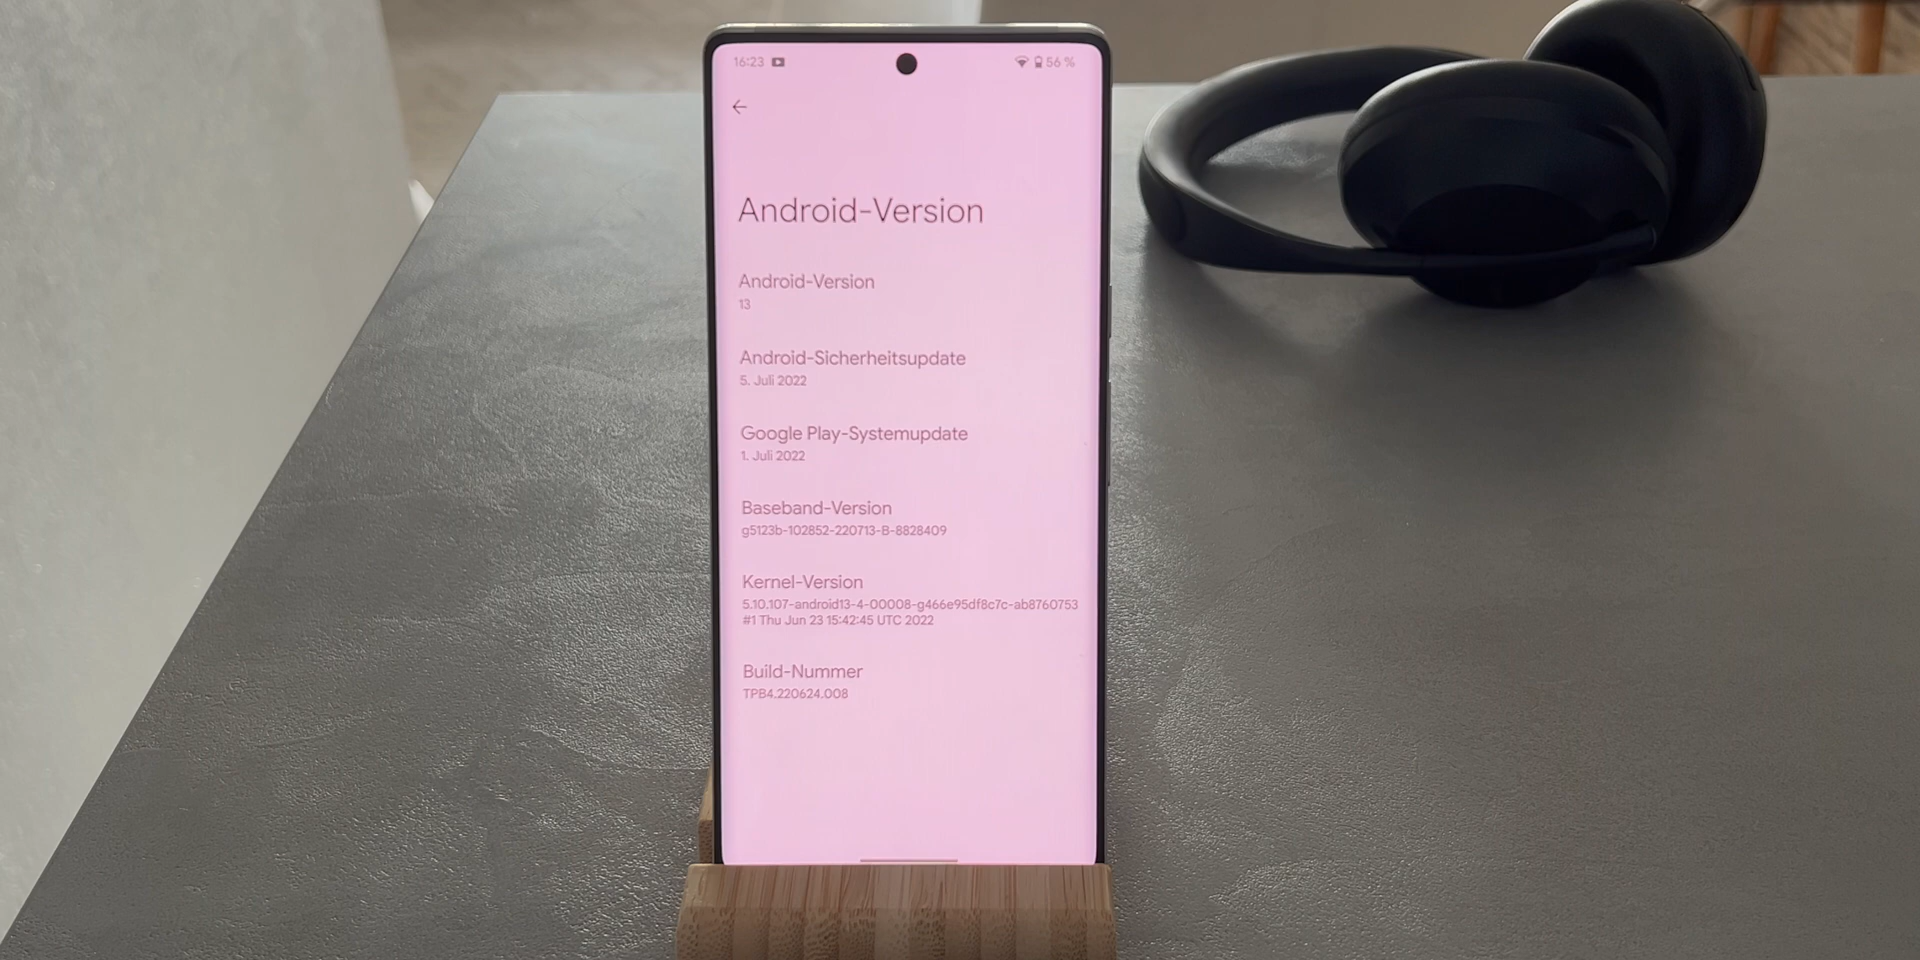 16:23 56 %
Android-Version
Android-Version
13
Android-Sicherheitsupdate
5. Juli 2022
Google Play-Systemupdate
1. Juli 2022
Baseband-Version
g5123b-102852-220713-B-8828409
Kernel-Version
5.10.107-android13-4-00008-g466e95df8c7c-ab8760753
#1 Thu Jun 23 15:42:45 UTC 2022
Build-Nummer
TPB4.220624.008